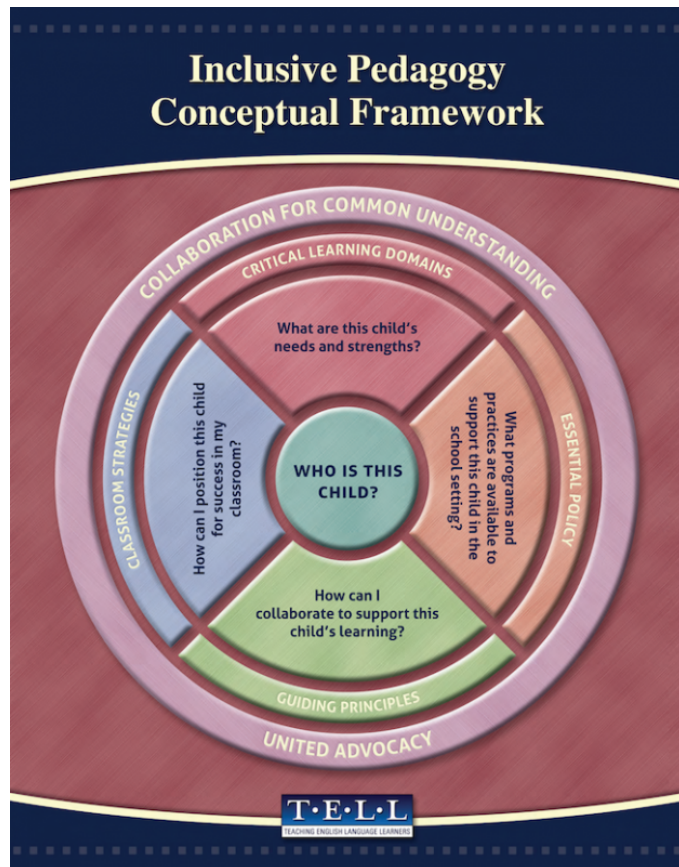 Inclusive Pedagogy
Conceptual Framework
COLLABORATION FOR COMMON UNDERSTANDING
CRITICAL LEARNING DOMAINS
What are this child's
needs and strengths?
CLASSROOM STRATEGIES
How can I position this child
for success in my
classroom?
WHO IS THIS
CHILD?
What programs and
practices are available to
support this child in the
school setting?
ESSENTIAL POLICY
How can I
collaborate to support this
child's learning?
GUIDING PRINCIPLES
UNITED ADVOCACY
T·E·L·L
TEACHING ENGLISH LANGUAGE LEARNERS